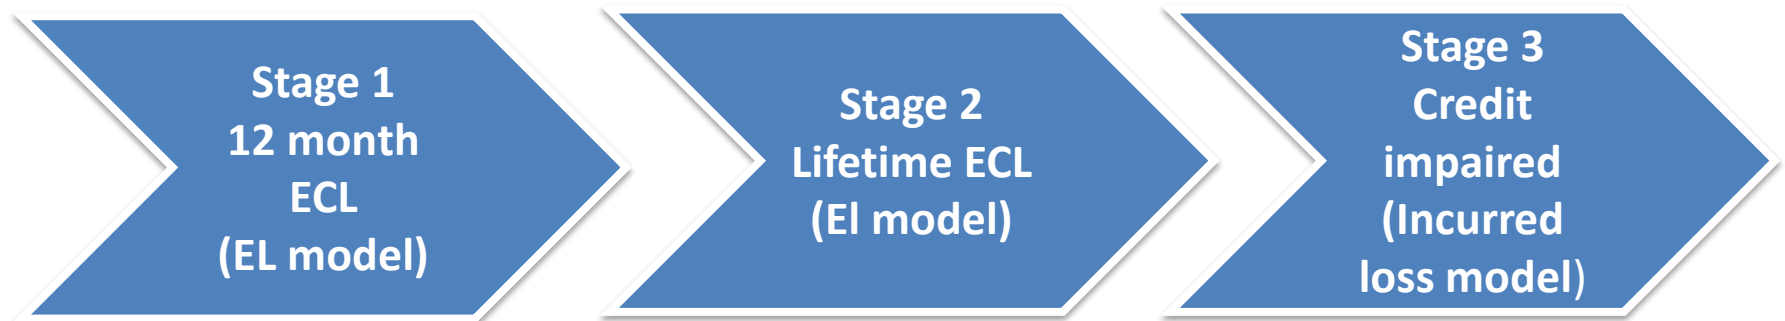 Stage 1
12 month
ECL
(EL model)
Stage 2
Lifetime ECL
(El model)
Stage 3
Credit
impaired
(Incurred
loss model)